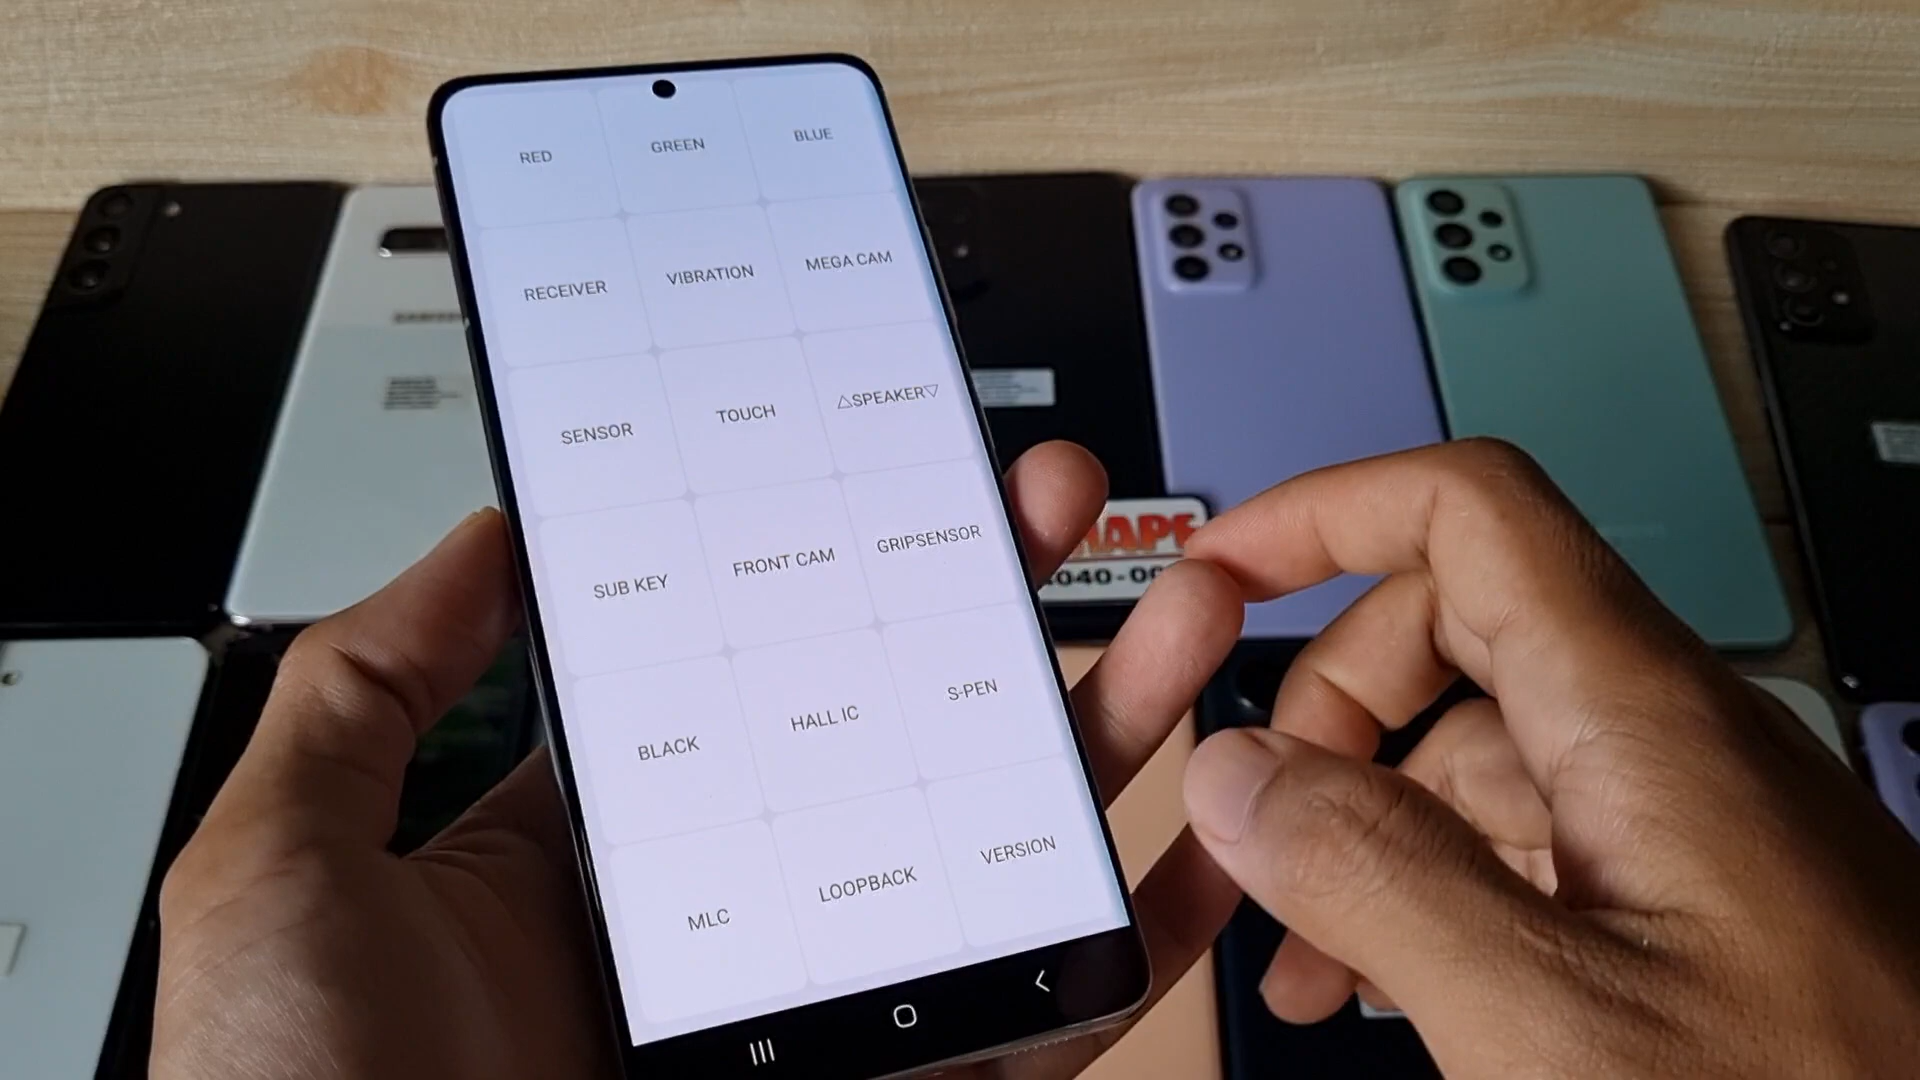 RED GREEN BLUE
RECEIVER VIBRATION MEGA CAM
SENSOR TOUCH △SPEAKER▽
SUB KEY FRONT CAM GRIPSENSOR
BLACK HALL IC S-PEN
MLC LOOPBACK VERSION